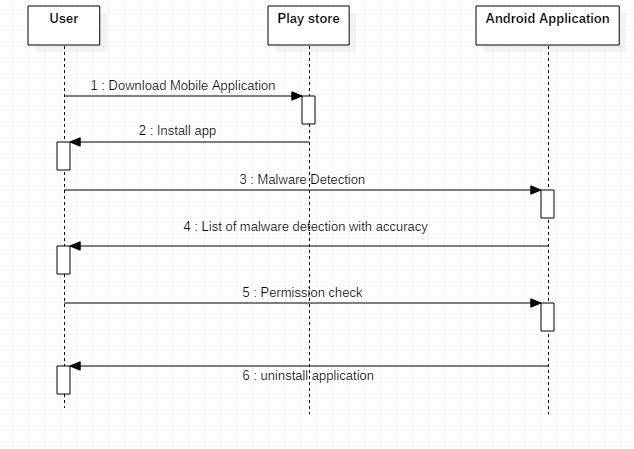 User
Play store
Android Application
1 : Download Mobile Application
2 : Install app
3 : Malware Detection
4 : List of malware detection with accuracy
5 : Permission check
6 : uninstall application